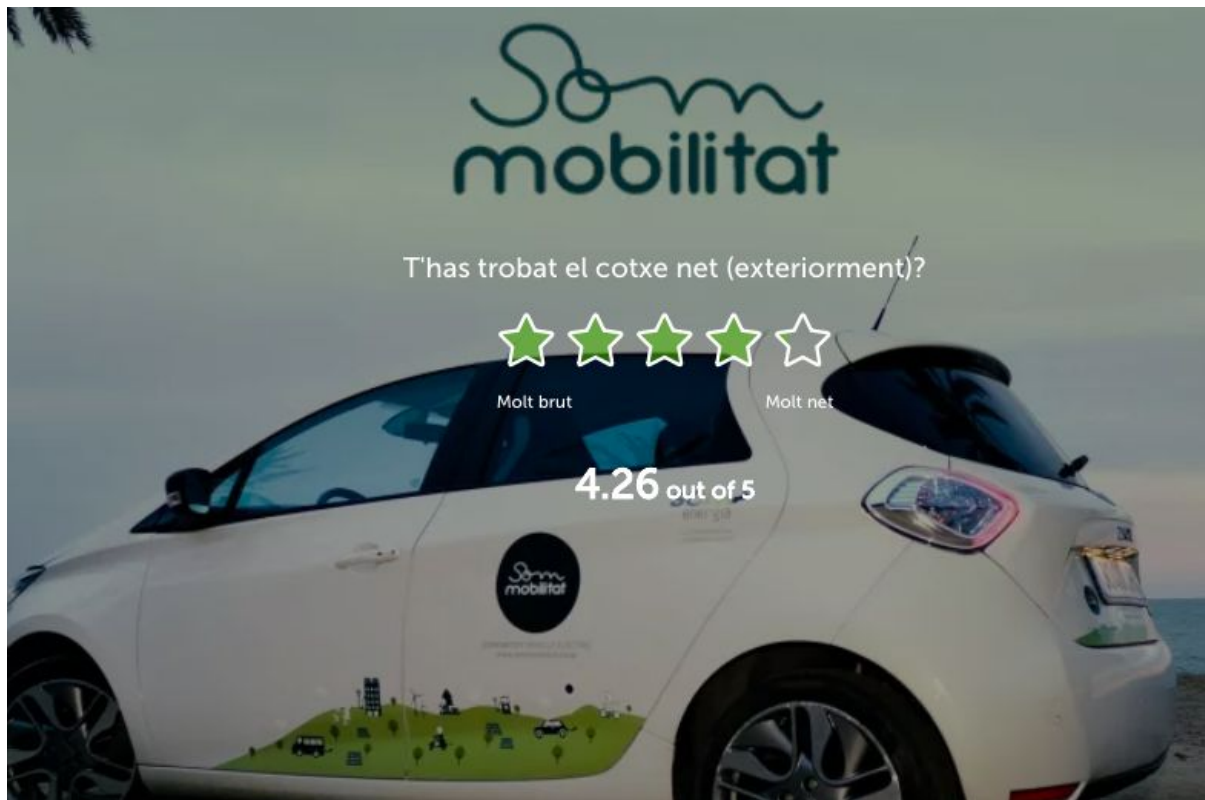 Som
mobilitat
T'has trobat el cotxe net (exteriorment)?
Molt brut
Molt net
4.26 out of 5
Som
mobilitat